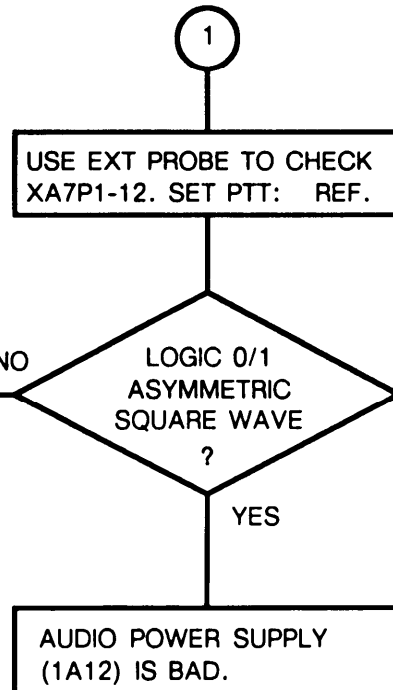 1
USE EXT PROBE TO CHECK
XA7P1-12. SET PTT: REF.
LOGIC 0/1
ASYMMETRIC
SQUARE WAVE
?
NO
YES
AUDIO POWER SUPPLY
(1A12) IS BAD.